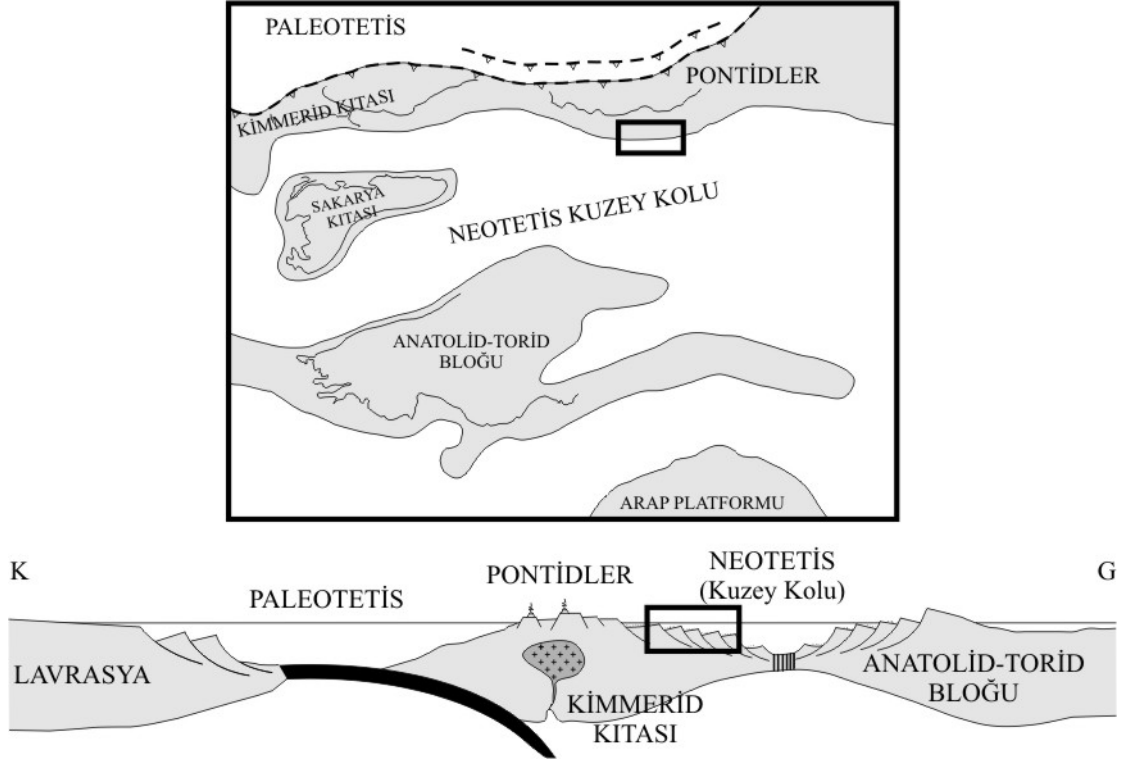 PALEOTETİS
PONTİDLER
KİMMERİD KITASI
SAKARYA
KITASI
NEOTETİS KUZEY KOLU
ANATOLİD-TORİD
BLOĞU
ARAP PLATFORMU
K
G
NEOTETİS
(Kuzey Kolu)
PONTİDLER
PALEOTETİS
LAVRASYA
ANATOLİD-TORİD
BLOĞU
KİMMERİD
KITASI